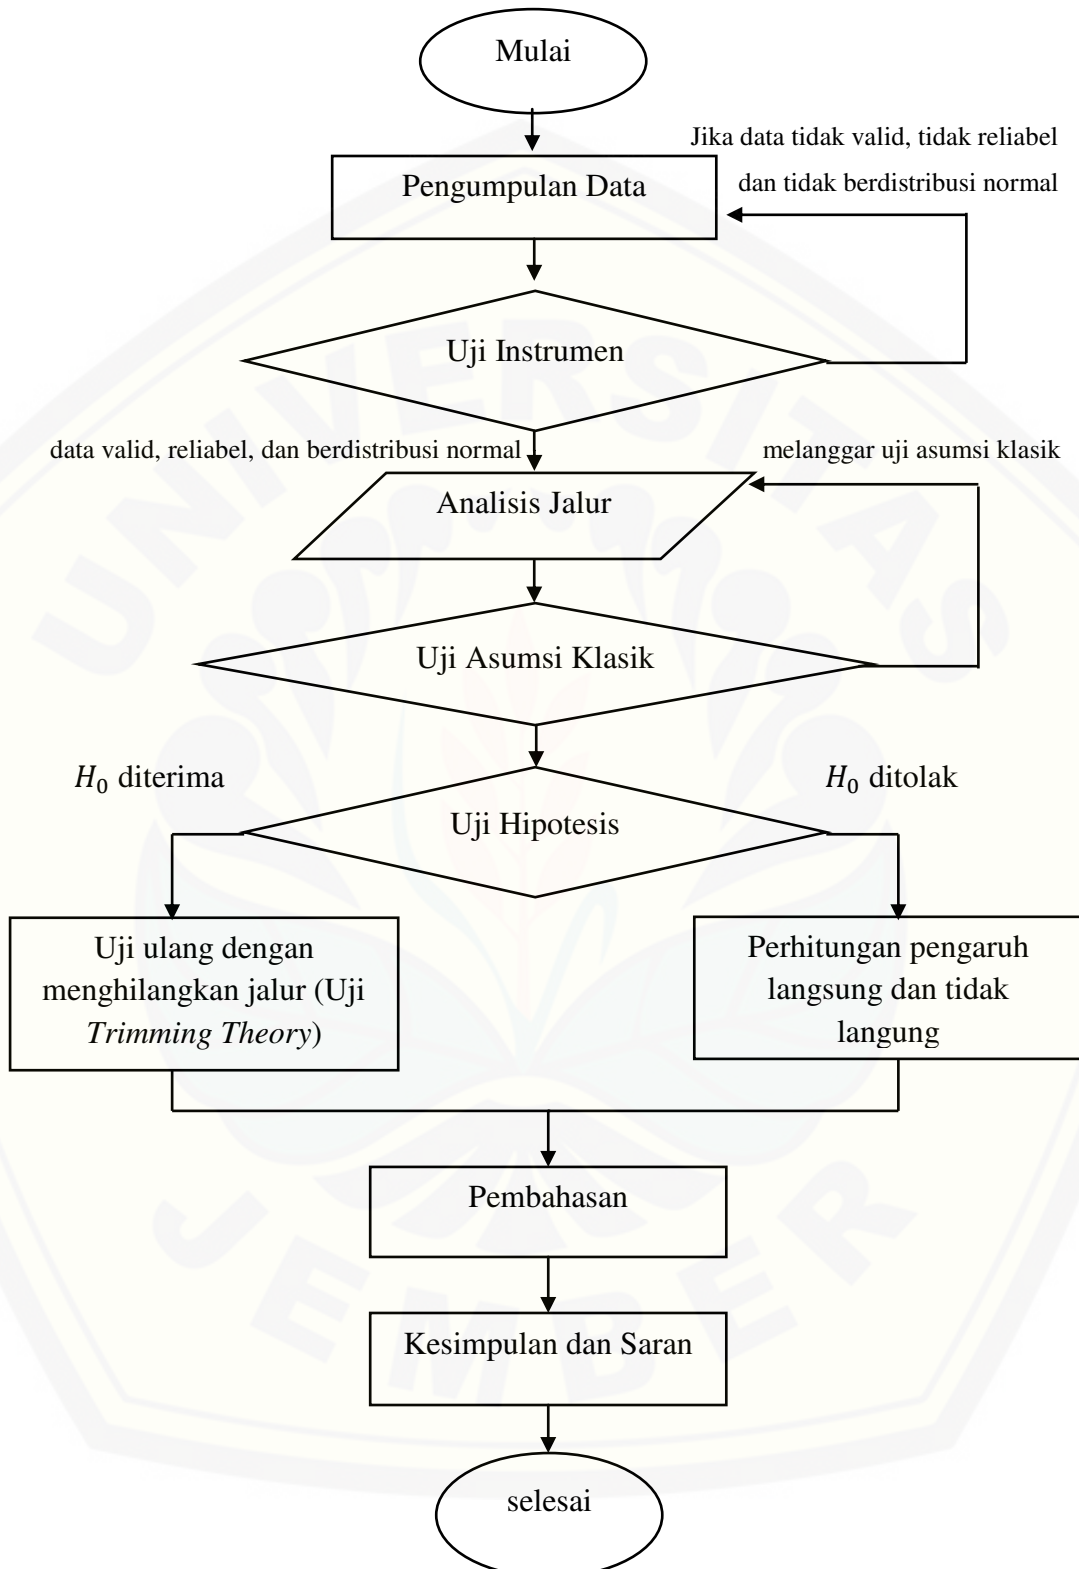 Mulai
Jika data tidak valid, tidak reliabel
dan tidak berdistribusi normal
Pengumpulan Data
Uji Instrumen
data valid, reliabel, dan berdistribusi normal
melanggar uji asumsi klasik
Analisis Jalur
Uji Asumsi Klasik
H₀ diterima
H₀ ditolak
Uji Hipotesis
Uji ulang dengan
menghilangkan jalur (Uji
Trimming Theory)
Perhitungan pengaruh
langsung dan tidak
langung
Pembahasan
Kesimpulan dan Saran
selesai
UNIVERSITAS
JEMBER